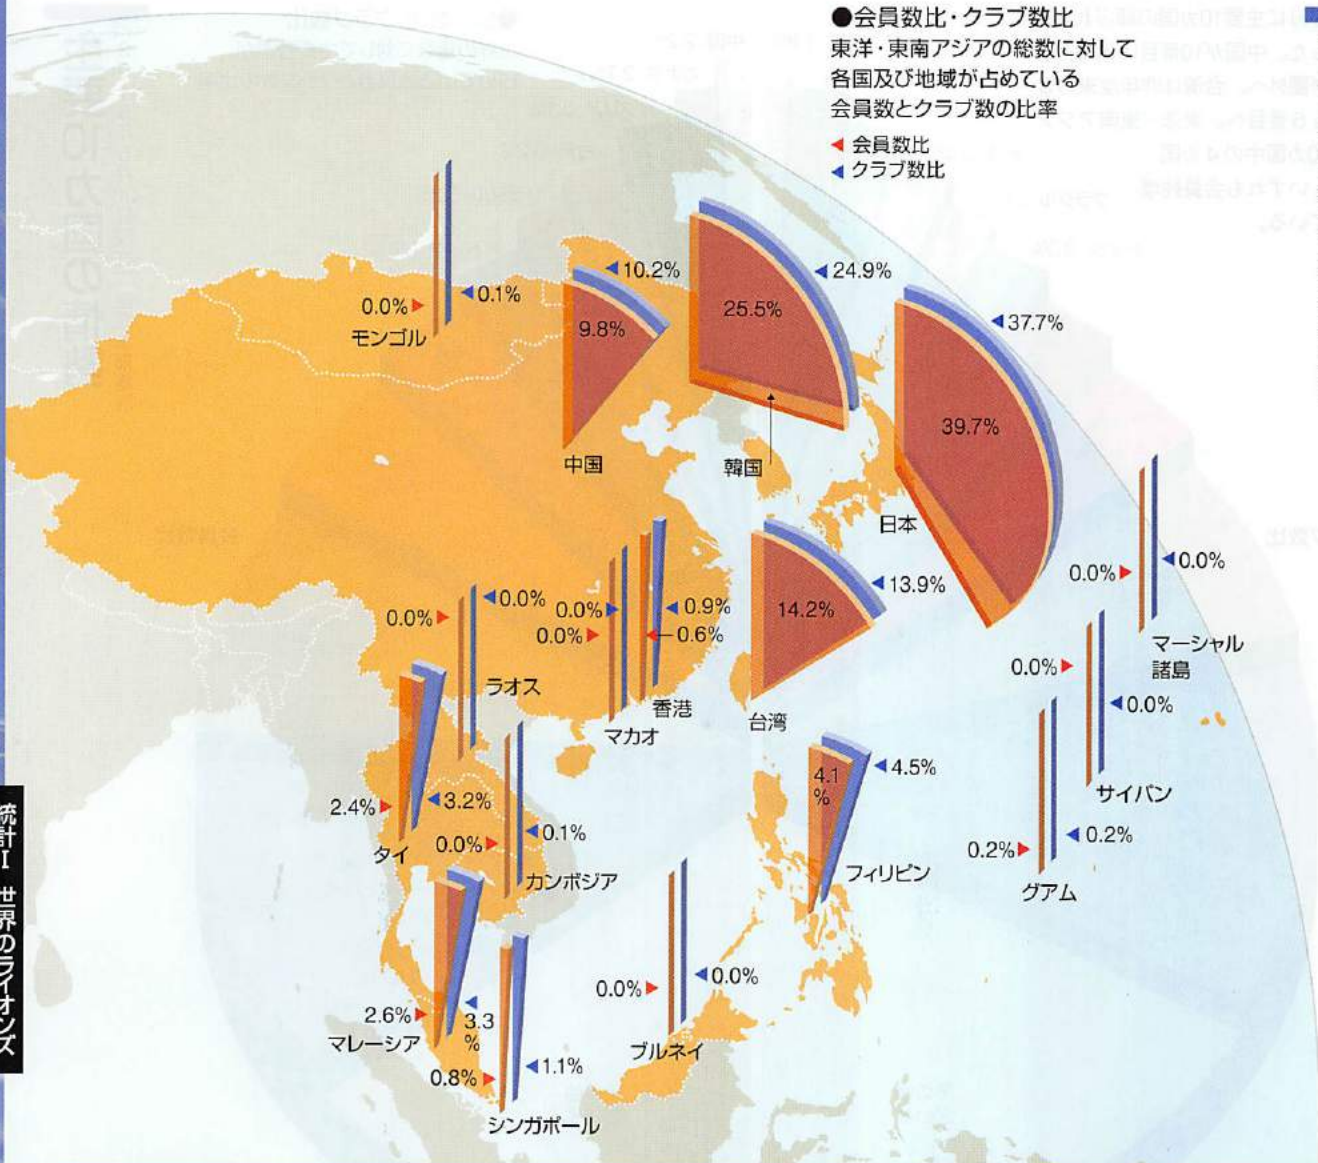 ●会員数比・クラブ数比
東洋・東南アジアの総数に対して
各国及び地域が占めている
会員数とクラブ数の比率
会員数比
クラブ数比
0.0%
0.1%
モンゴル
10.2%
9.8%
中国
24.9%
25.5%
韓国
37.7%
39.7%
日本
0.0%
0.0%
マーシャル
諸島
0.0%
0.0%
サイパン
0.2%
0.2%
グアム
13.9%
14.2%
台湾
0.9%
0.6%
香港
0.0%
0.0%
マカオ
0.0%
0.0%
ラオス
2.4%
3.2%
タイ
0.0%
0.1%
カンボジア
4.1
%
4.5%
フィリピン
2.6%
3.3
%
マレーシア
0.8%
1.1%
シンガポール
0.0%
0.0%
ブルネイ
統計I 世界のライオンズ